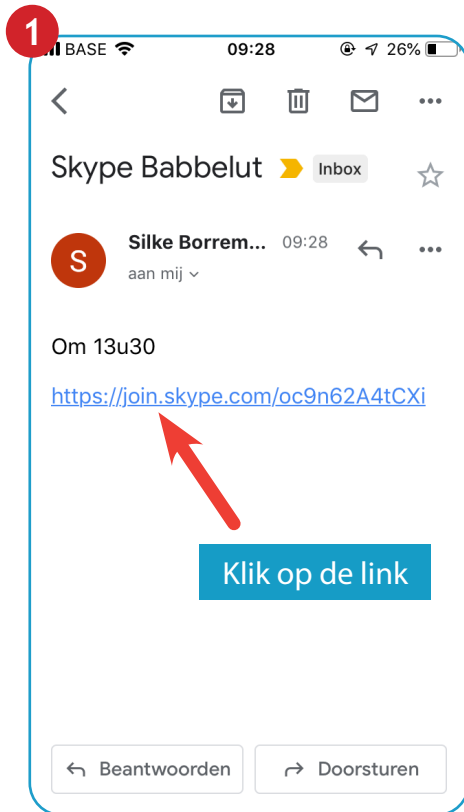 1
BASE 09:28 26%
Skype Babbelut Inbox
S
Silke Borrem... 09:28
aan mij
Om 13u30
https://join.skype.com/oc9n62A4tCXi
Klik op de link
Beantwoorden Doorsturen